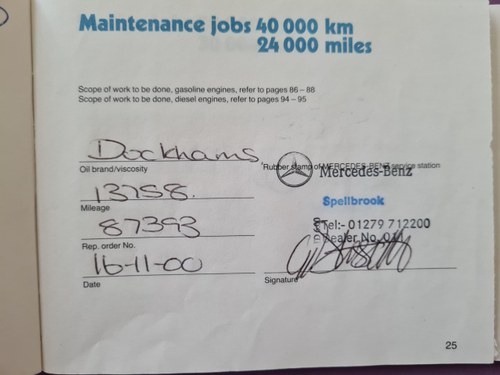 Maintenance jobs 40 000 km
24 000 miles
Scope of work to be done, gasoline engines, refer to pages 86 – 88
Scope of work to be done, diesel engines, refer to pages 94 – 95
Duckhams
Oil brand/viscosity
13758.
Mileage
87393
Rep. order No.
16-11-00
Date
Rubber stamp of MERCEDES-BENZ service station
Mercedes-Benz
Spellbrook
Tel:- 01279 712200
Dealer No.
Signature
25